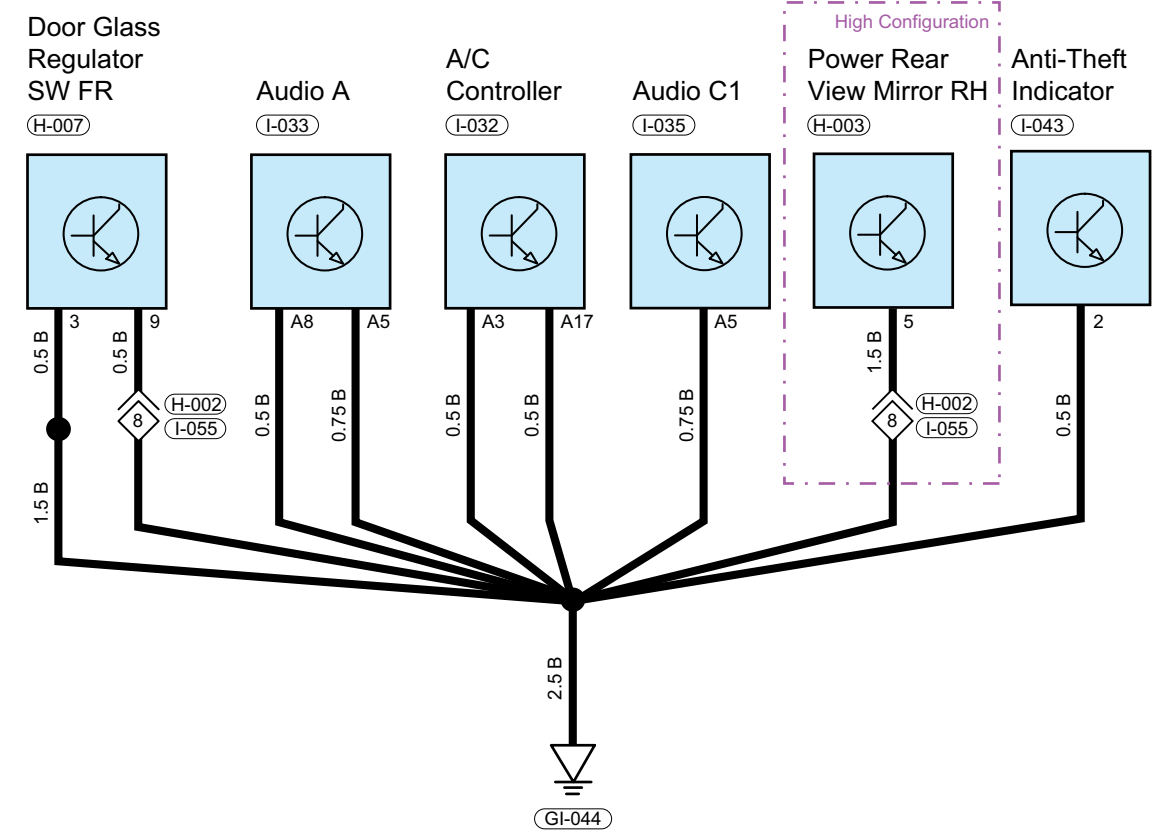 High Configuration
Door Glass
Regulator
SW FR
H-007
Audio A
I-033
A/C
Controller
I-032
Audio C1
I-035
Power Rear
View Mirror RH
H-003
Anti-Theft
Indicator
I-043
3
9
A8
A5
A3
A17
A5
5
2
0.5 B
0.5 B
1.5 B
H-002
I-055
8
0.5 B
0.75 B
0.5 B
0.5 B
0.75 B
H-002
I-055
8
0.5 B
1.5 B
2.5 B
GI-044